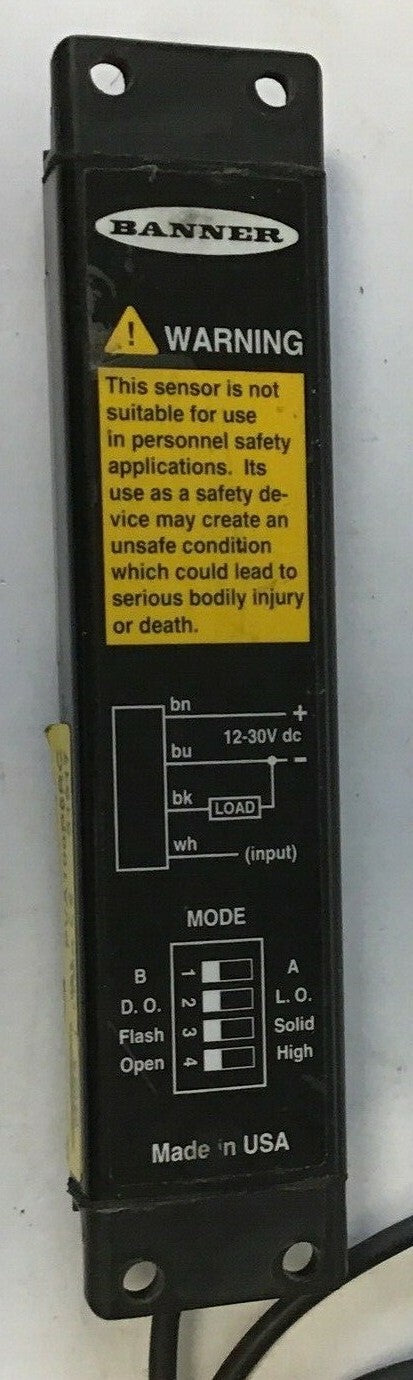 BANNER
! WARNING
This sensor is not
suitable for use
in personnel safety
applications. Its
use as a safety de-
vice may create an
unsafe condition
which could lead to
serious bodily injury
or death.
bn +
12-30V dc
bu -
bk LOAD
wh (input)
MODE
B 1 A
D. O. 2 L. O.
Flash 3 Solid
Open 4 High
Made in USA